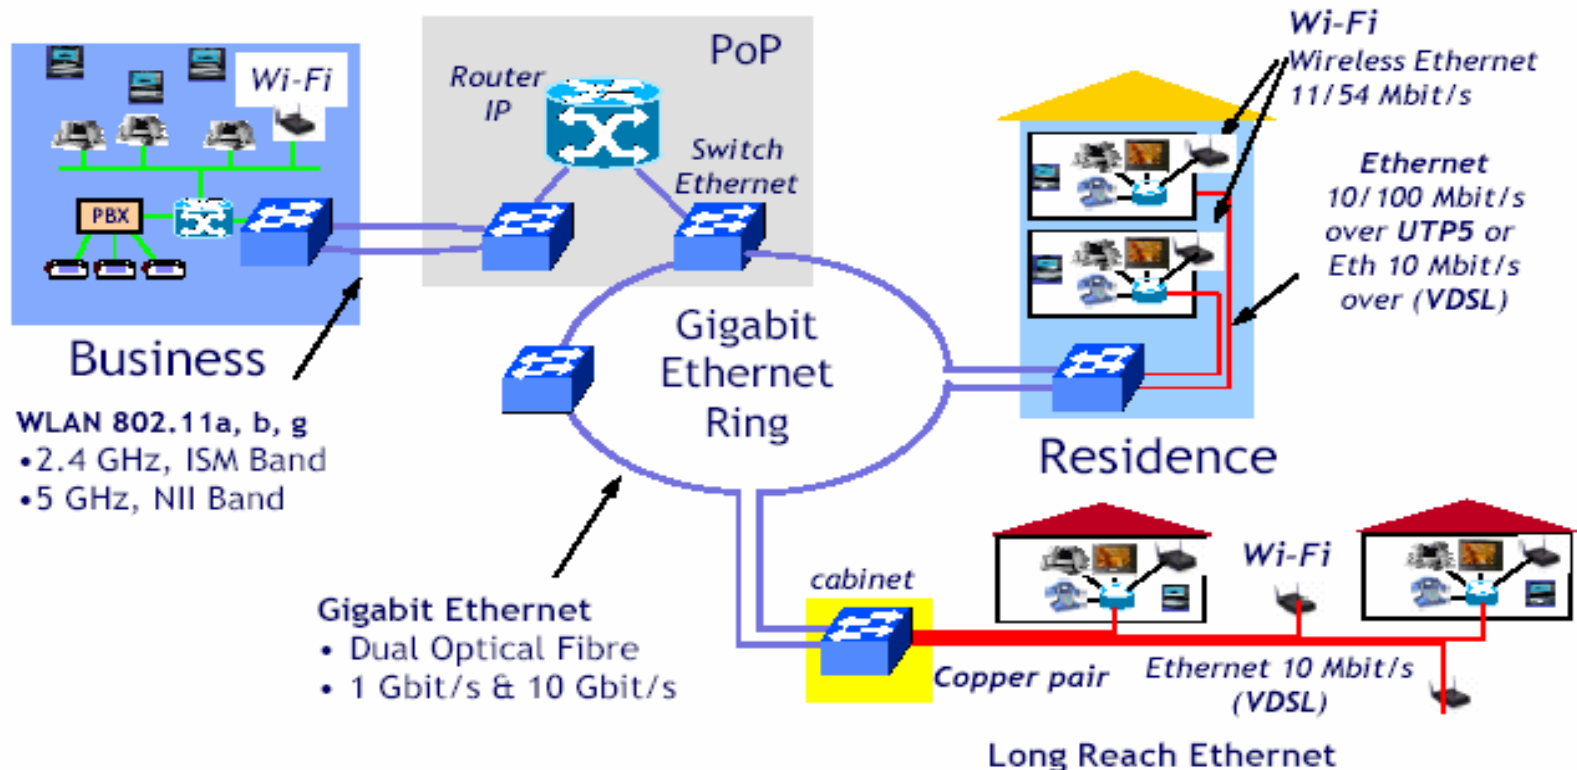 Wi-Fi
PBX
Business
WLAN 802.11a, b, g
•2.4 GHz, ISM Band
•5 GHz, NII Band
PoP
Router
IP
Switch
Ethernet
Gigabit
Ethernet
Ring
Gigabit Ethernet
• Dual Optical Fibre
• 1 Gbit/s & 10 Gbit/s
Wi-Fi
Wireless Ethernet
11/54 Mbit/s
Ethernet
10/100 Mbit/s
over UTP5 or
Eth 10 Mbit/s
over (VDSL)
Residence
cabinet
Wi-Fi
Copper pair
Ethernet 10 Mbit/s
(VDSL)
Long Reach Ethernet